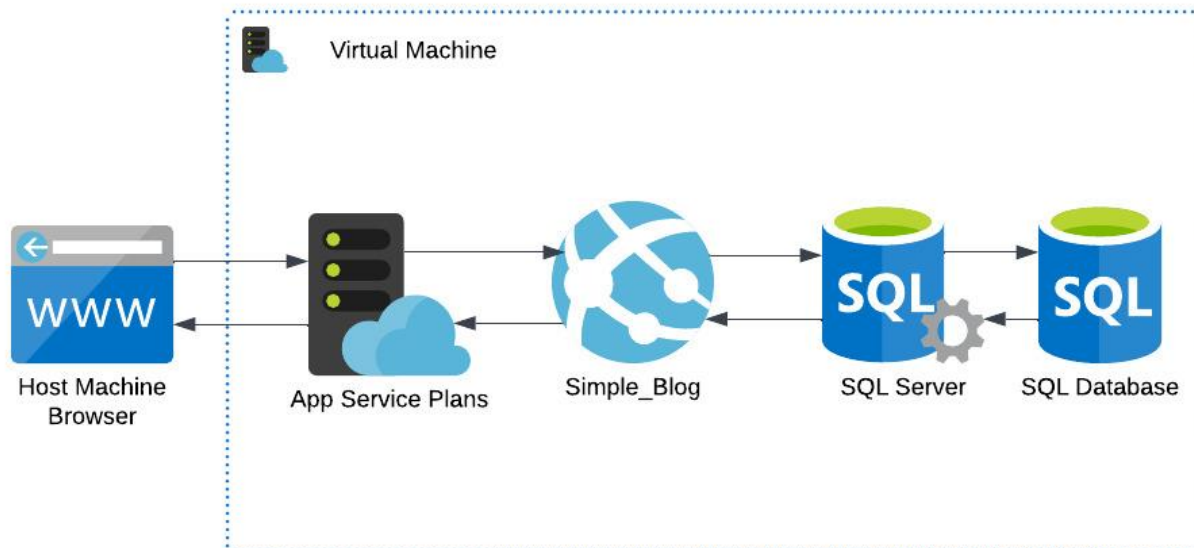 Virtual Machine
WWW
SQL
SQL
Host Machine
Browser
App Service Plans
Simple_Blog
SQL Server
SQL Database